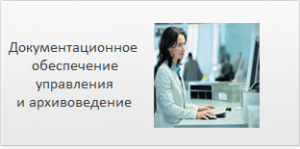 Документационное
обеспечение
управления
и архивоведение